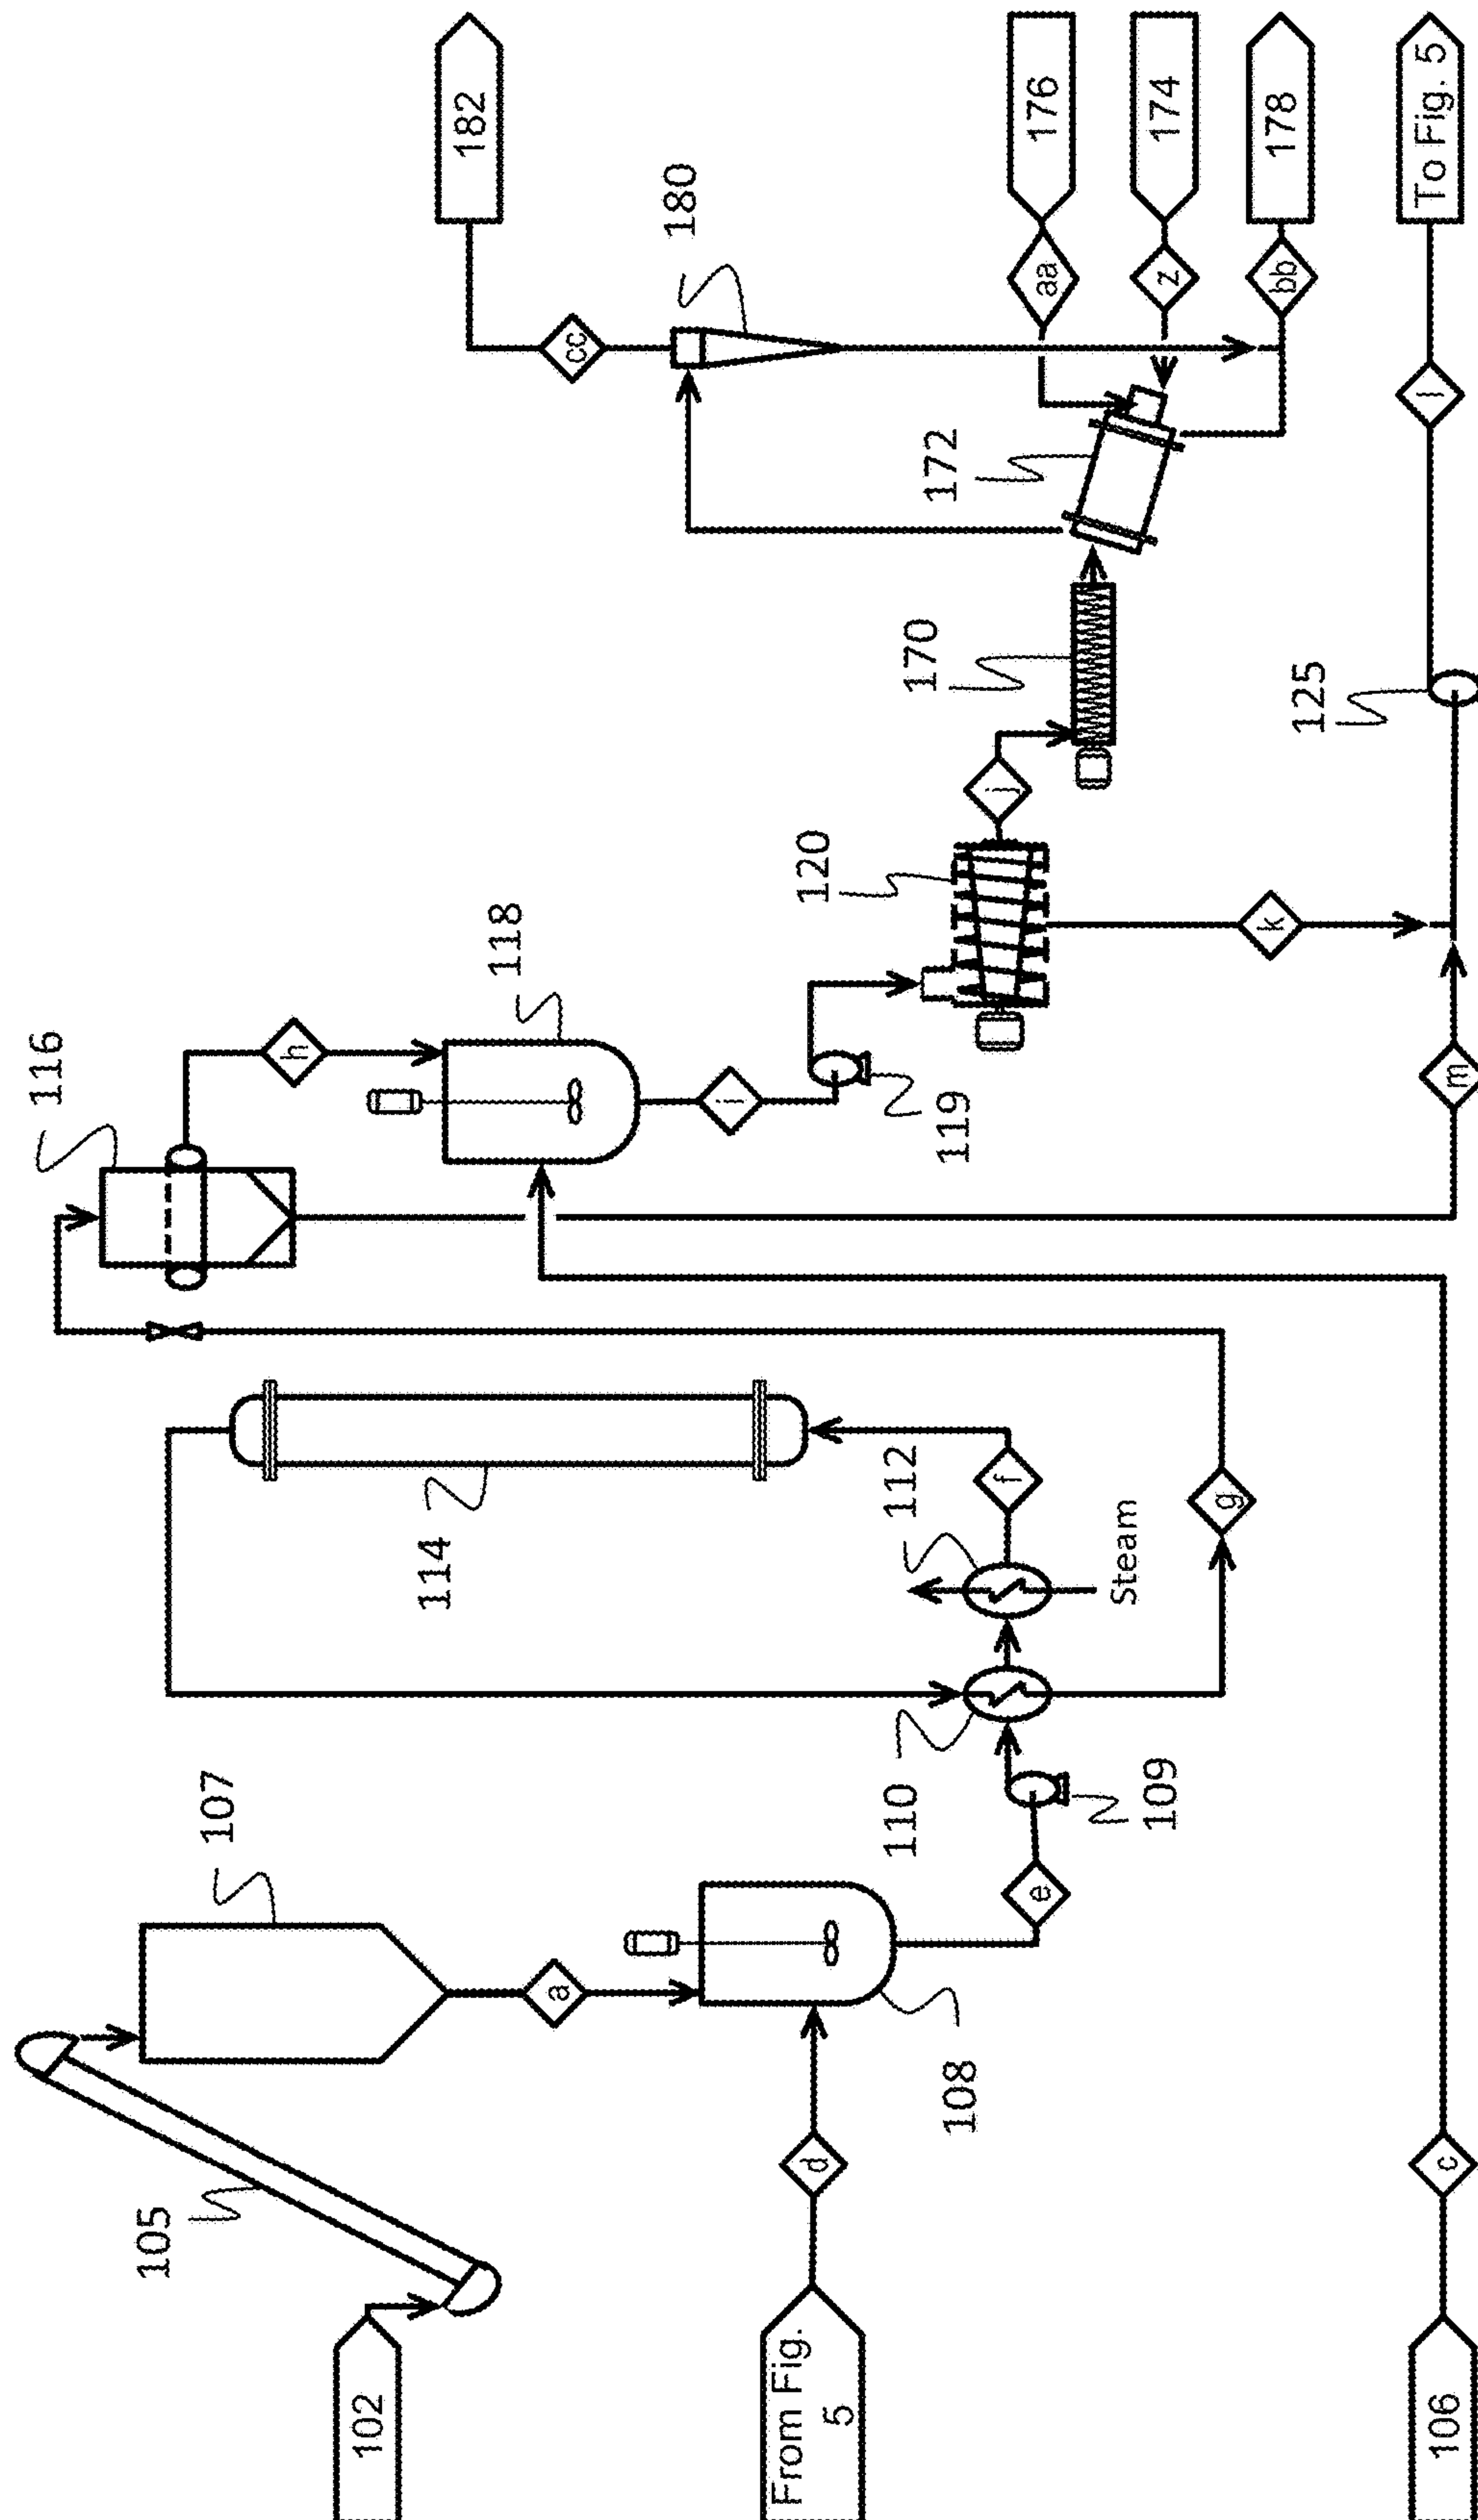 102
105
107
a
From Fig.
5
d
108
e
109
110
112
Steam
f
114
g
106
c
116
h
118
i
119
120
j
k
m
170
172
125
l
180
cc
182
aa
176
z
174
bb
178
To Fig. 5